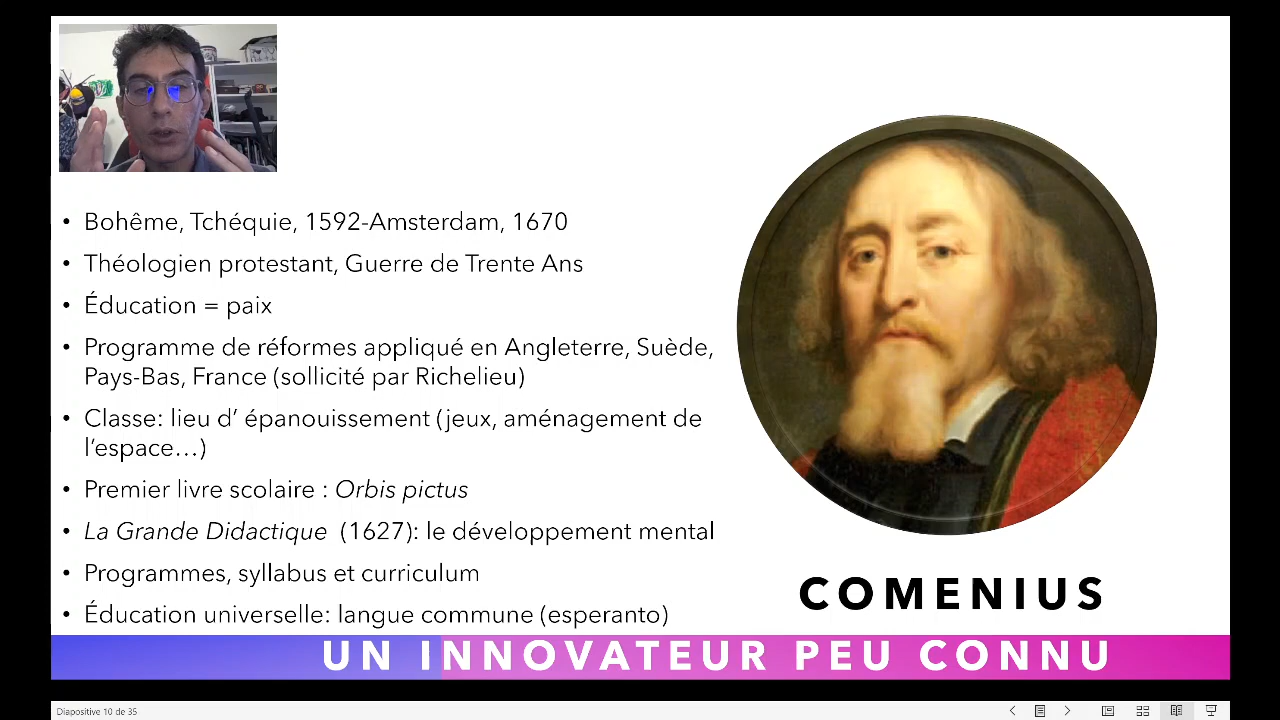 • Bohême, Tchéquie, 1592-Amsterdam, 1670
• Théologien protestant, Guerre de Trente Ans
• Éducation = paix
• Programme de réformes appliqué en Angleterre, Suède,
Pays-Bas, France (sollicité par Richelieu)
• Classe: lieu d’ épanouissement (jeux, aménagement de
l’espace…)
• Premier livre scolaire : Orbis pictus
• La Grande Didactique (1627): le développement mental
• Programmes, syllabus et curriculum
• Éducation universelle: langue commune (esperanto)
COMENIUS
UN INNOVATEUR PEU CONNU
Diapositive 10 de 35